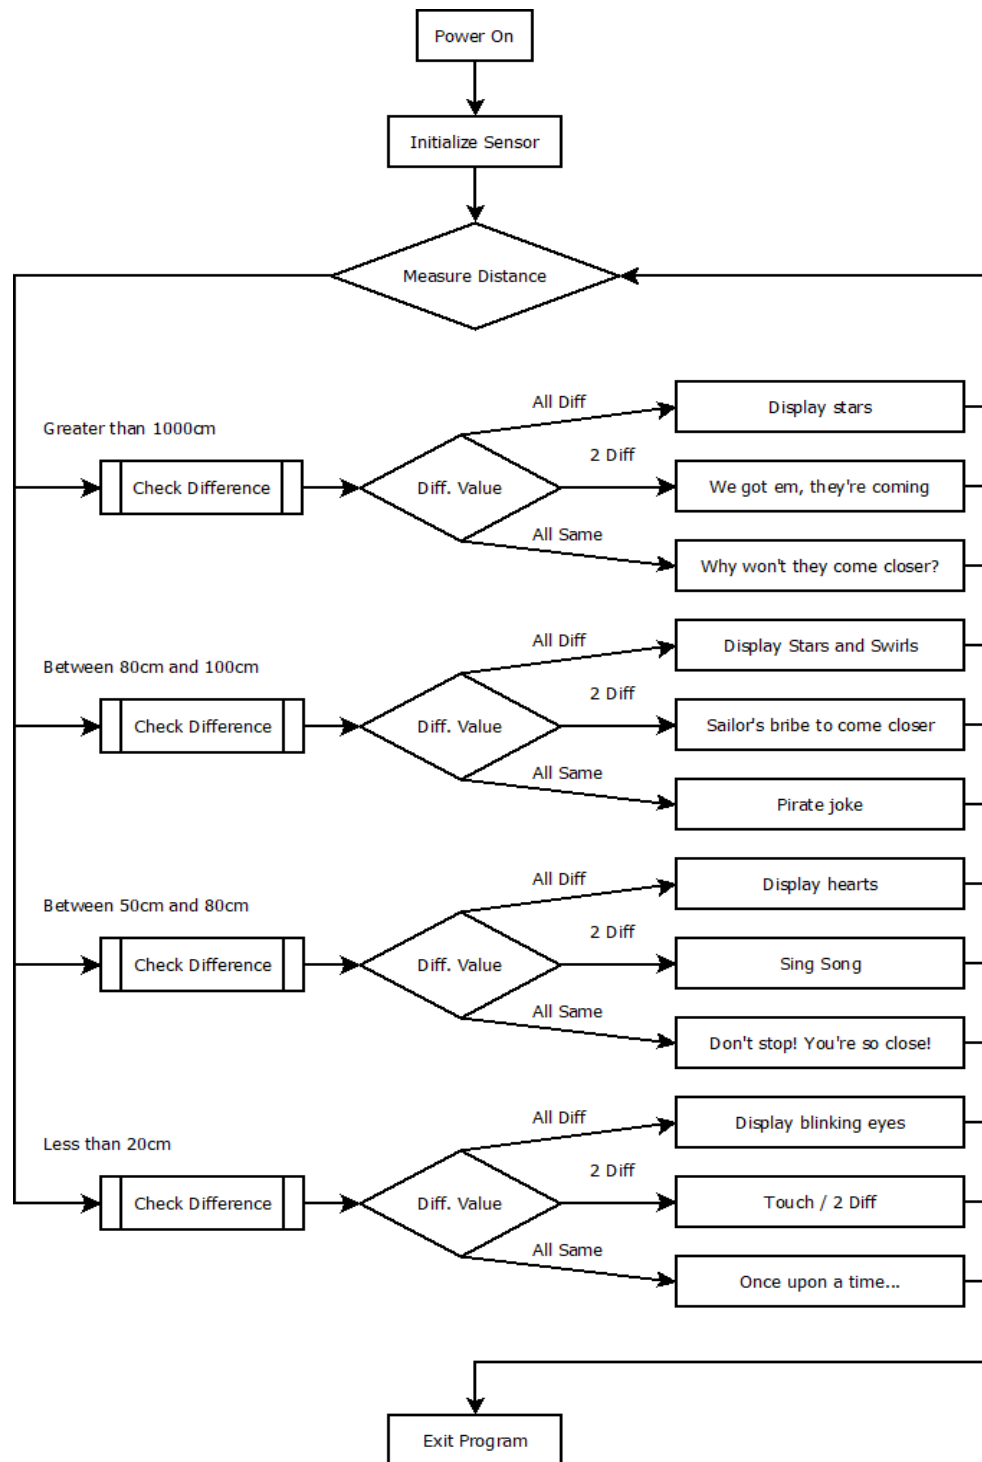 Power On
Initialize Sensor
Measure Distance
Greater than 1000cm
Check Difference
Diff. Value
All Diff
Display stars
2 Diff
We got em, they're coming
All Same
Why won't they come closer?
Between 80cm and 100cm
Check Difference
Diff. Value
All Diff
Display Stars and Swirls
2 Diff
Sailor's bribe to come closer
All Same
Pirate joke
Between 50cm and 80cm
Check Difference
Diff. Value
All Diff
Display hearts
2 Diff
Sing Song
All Same
Don't stop! You're so close!
Less than 20cm
Check Difference
Diff. Value
All Diff
Display blinking eyes
2 Diff
Touch / 2 Diff
All Same
Once upon a time...
Exit Program